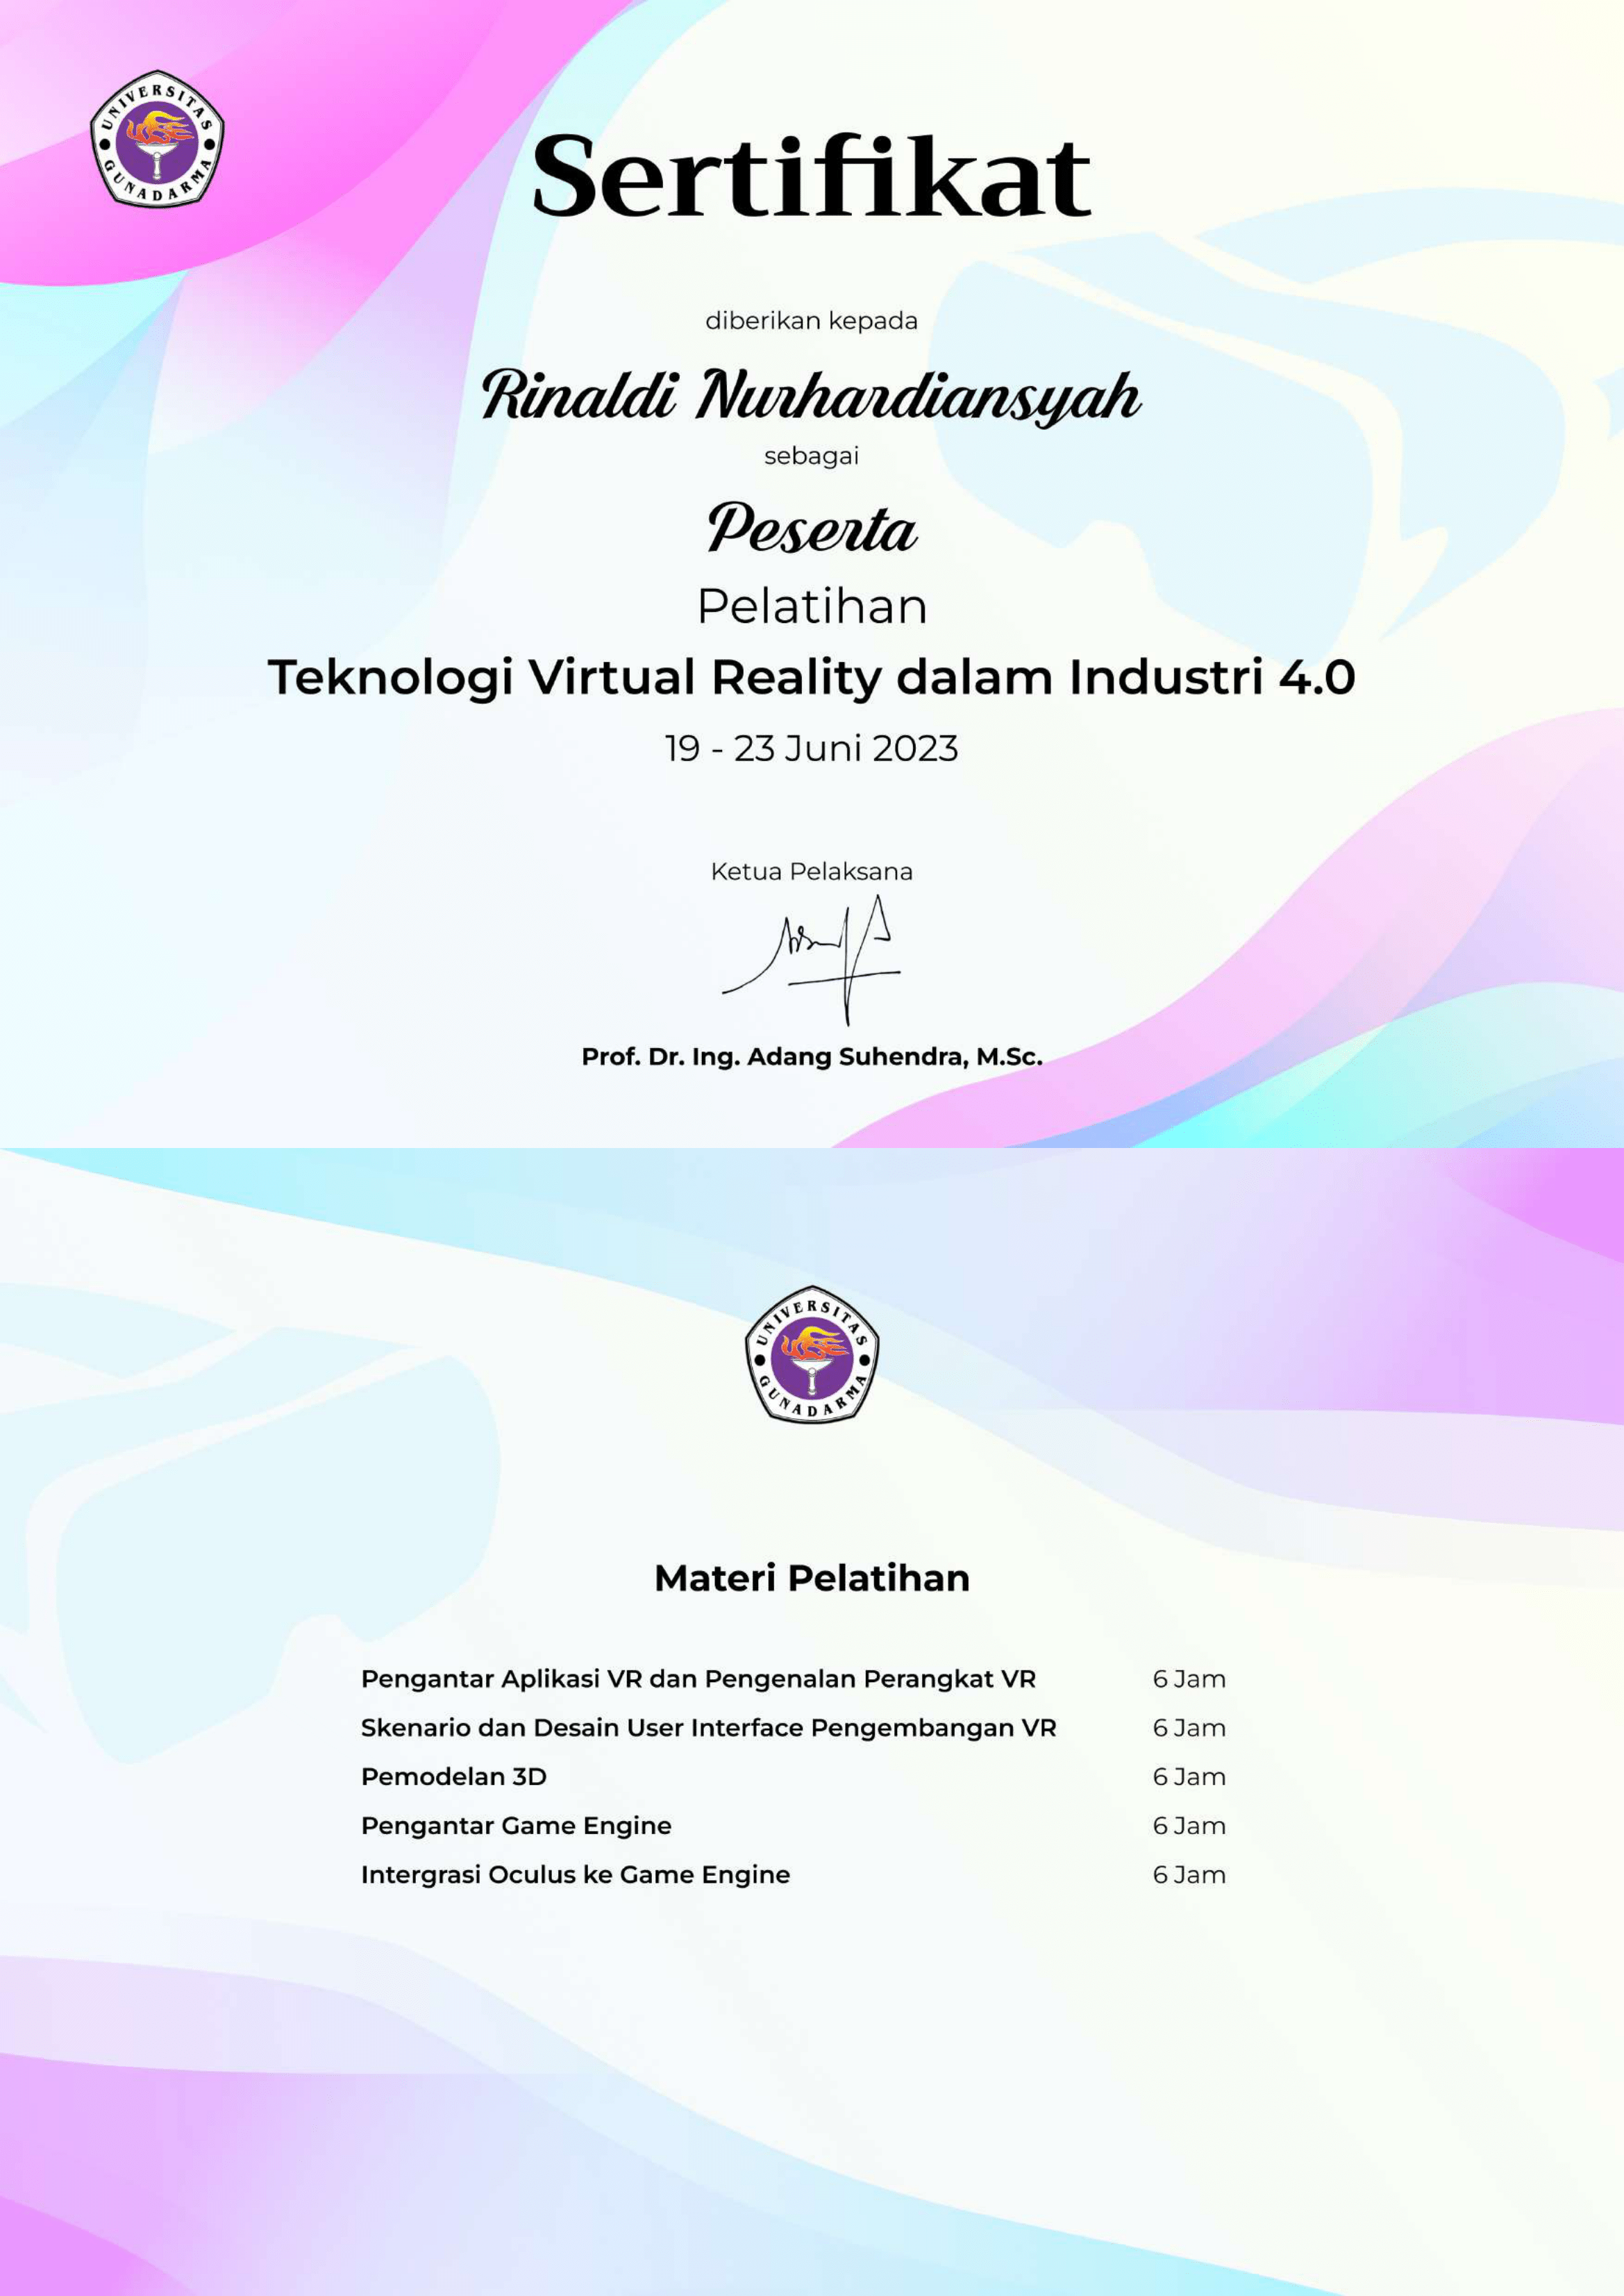 UNIVERSITAS
GUNADARMA
Sertifikat
diberikan kepada
Rinaldi Nurhardiansyah
sebagai
Peserta
Pelatihan
Teknologi Virtual Reality dalam Industri 4.0
19 - 23 Juni 2023
Ketua Pelaksana
Prof. Dr. Ing. Adang Suhendra, M.Sc.
UNIVERSITAS
GUNADARMA
Materi Pelatihan
Pengantar Aplikasi VR dan Pengenalan Perangkat VR 6 Jam
Skenario dan Desain User Interface Pengembangan VR 6 Jam
Pemodelan 3D 6 Jam
Pengantar Game Engine 6 Jam
Intergrasi Oculus ke Game Engine 6 Jam